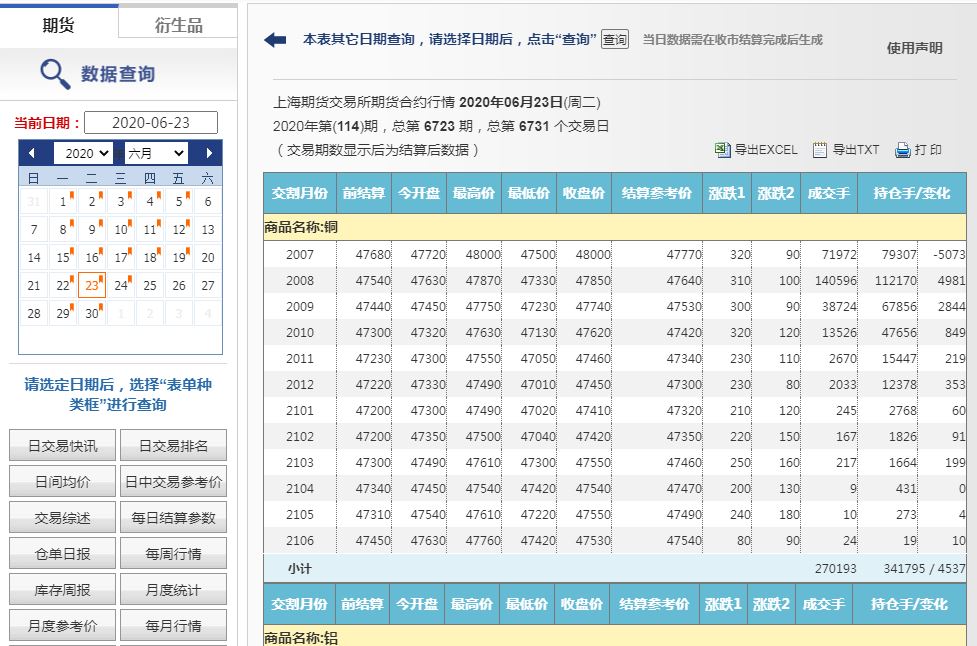 期货 衍生品
数据查询
当前日期： 2020-06-23
2020 年 六月
日 一 二 三 四 五 六
31 1 2 3 4 5 6
7 8 9 10 11 12 13
14 15 16 17 18 19 20
21 22 23 24 25 26 27
28 29 30 1 2 3 4
请选定日期后，选择“表单种
类框”进行查询
日交易快讯 日交易排名
日间均价 日中交易参考价
交易综述 每日结算参数
仓单日报 每周行情
库存周报 月度统计
月度参考价 每月行情
本表其它日期查询，请选择日期后，点击“查询” 查询 当日数据需在收市结算完成后生成
使用声明
上海期货交易所期货合约行情 2020年06月23日(周二)
2020年第(114)期，总第 6723 期，总第 6731 个交易日
（交易期数显示后为结算后数据）
导出EXCEL 导出TXT 打 印
交割月份 前结算 今开盘 最高价 最低价 收盘价 结算参考价 涨跌1 涨跌2 成交手 持仓手/变化
商品名称:铜
2007 47680 47720 48000 47500 48000 47770 320 90 71972 79307 -5073
2008 47540 47630 47870 47330 47850 47640 310 100 140596 112170 4981
2009 47440 47450 47750 47230 47740 47530 300 90 38724 67856 2844
2010 47300 47320 47630 47130 47620 47420 320 120 13526 47656 849
2011 47230 47300 47550 47050 47460 47340 230 110 2670 15447 219
2012 47220 47330 47490 47010 47450 47300 230 80 2033 12378 353
2101 47200 47300 47490 47020 47410 47320 210 120 245 2768 60
2102 47200 47350 47500 47040 47420 47350 220 150 167 1826 91
2103 47300 47490 47610 47300 47550 47460 250 160 217 1664 199
2104 47340 47450 47540 47420 47540 47470 200 130 9 431 0
2105 47310 47540 47610 47220 47550 47490 240 180 10 273 4
2106 47450 47630 47760 47420 47530 47540 80 90 24 19 10
小计 270193 341795 / 4537
交割月份 前结算 今开盘 最高价 最低价 收盘价 结算参考价 涨跌1 涨跌2 成交手 持仓手/变化
商品名称:铝